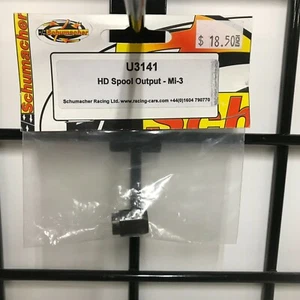 Schumacher
Schumacher
$ 18.50
U3141
HD Spool Output - Mi-3
Schumacher Racing Ltd. www.racing-cars.com +44(0)1604 790770
Sch